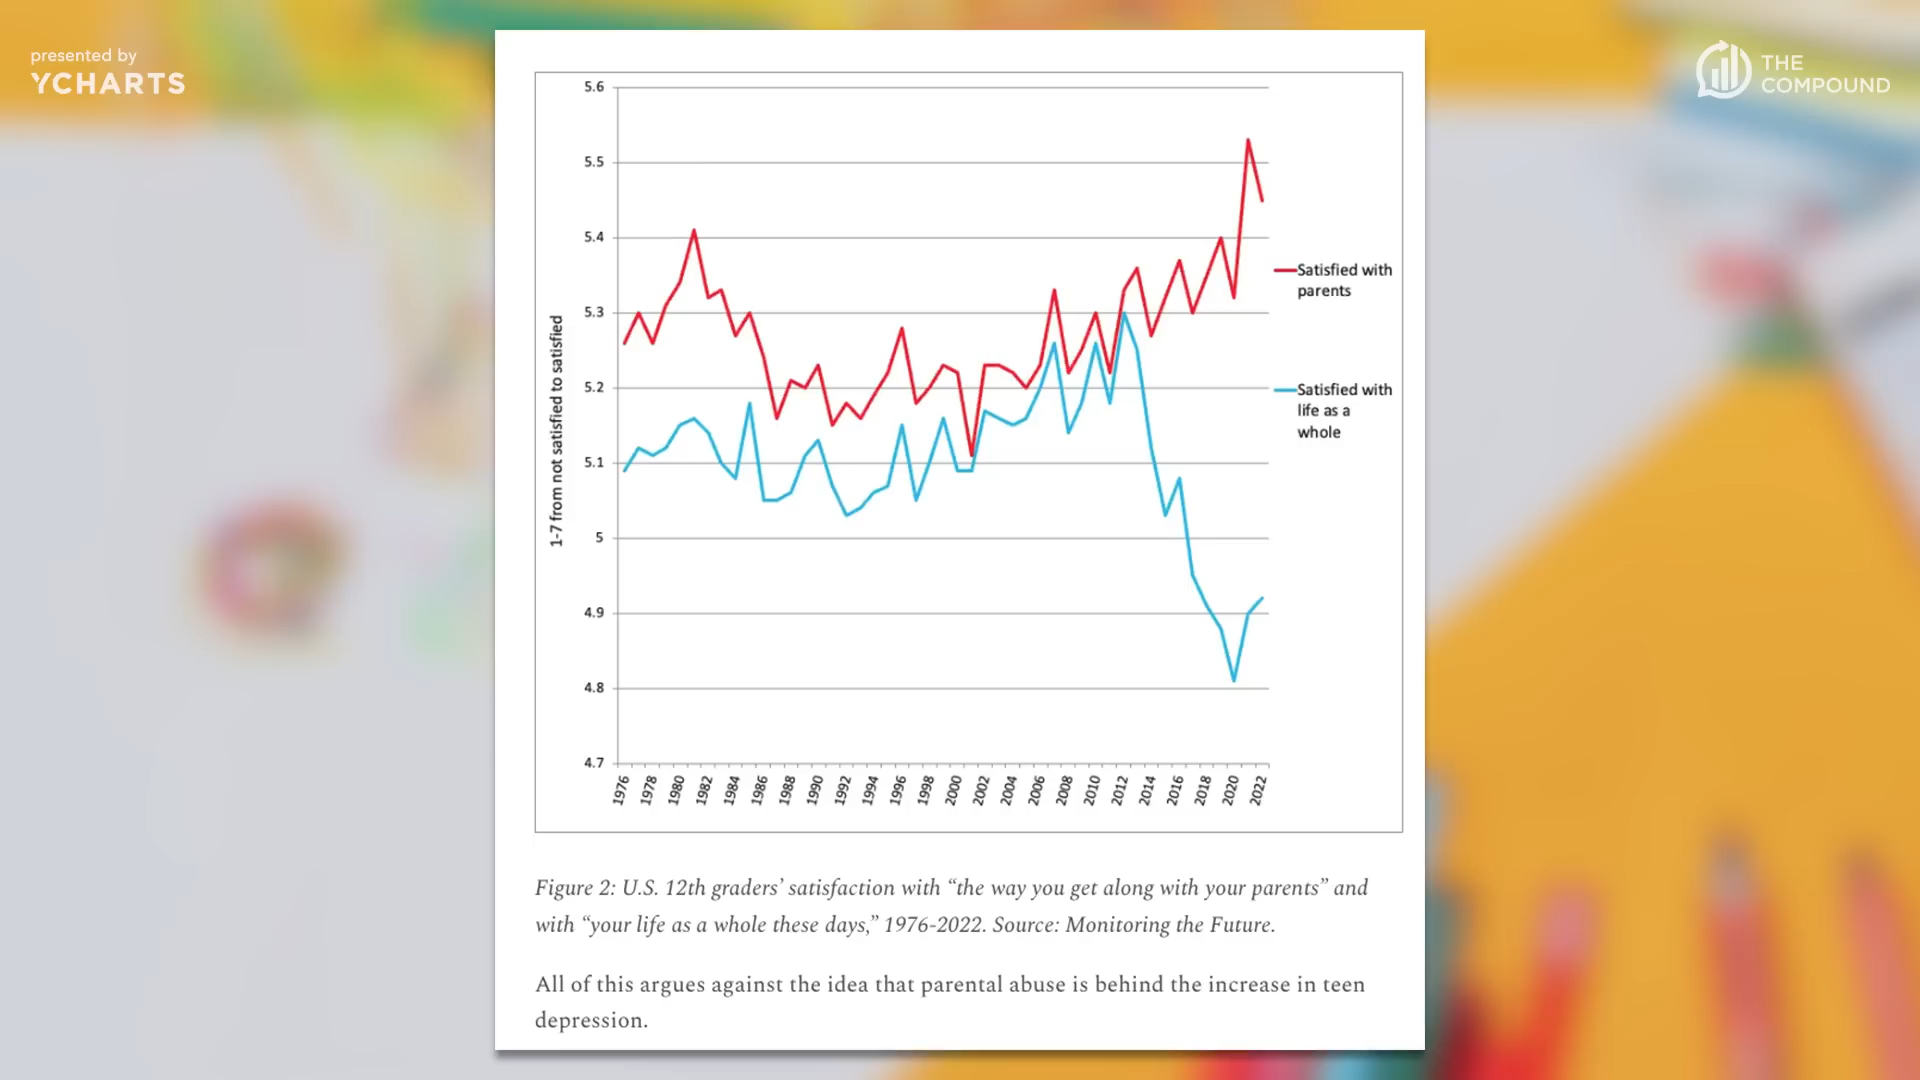 presented by
YCHARTS
THE
COMPOUND
5.6
5.5
5.4
5.3
5.2
5.1
5
4.9
4.8
4.7
1-7 from not satisfied to satisfied
1976
1978
1980
1982
1984
1986
1988
1990
1992
1994
1996
1998
2000
2002
2004
2006
2008
2010
2012
2014
2016
2018
2020
2022
Satisfied with
parents
Satisfied with
life as a
whole
Figure 2: U.S. 12th graders’ satisfaction with “the way you get along with your parents” and
with “your life as a whole these days,” 1976-2022. Source: Monitoring the Future.
All of this argues against the idea that parental abuse is behind the increase in teen
depression.